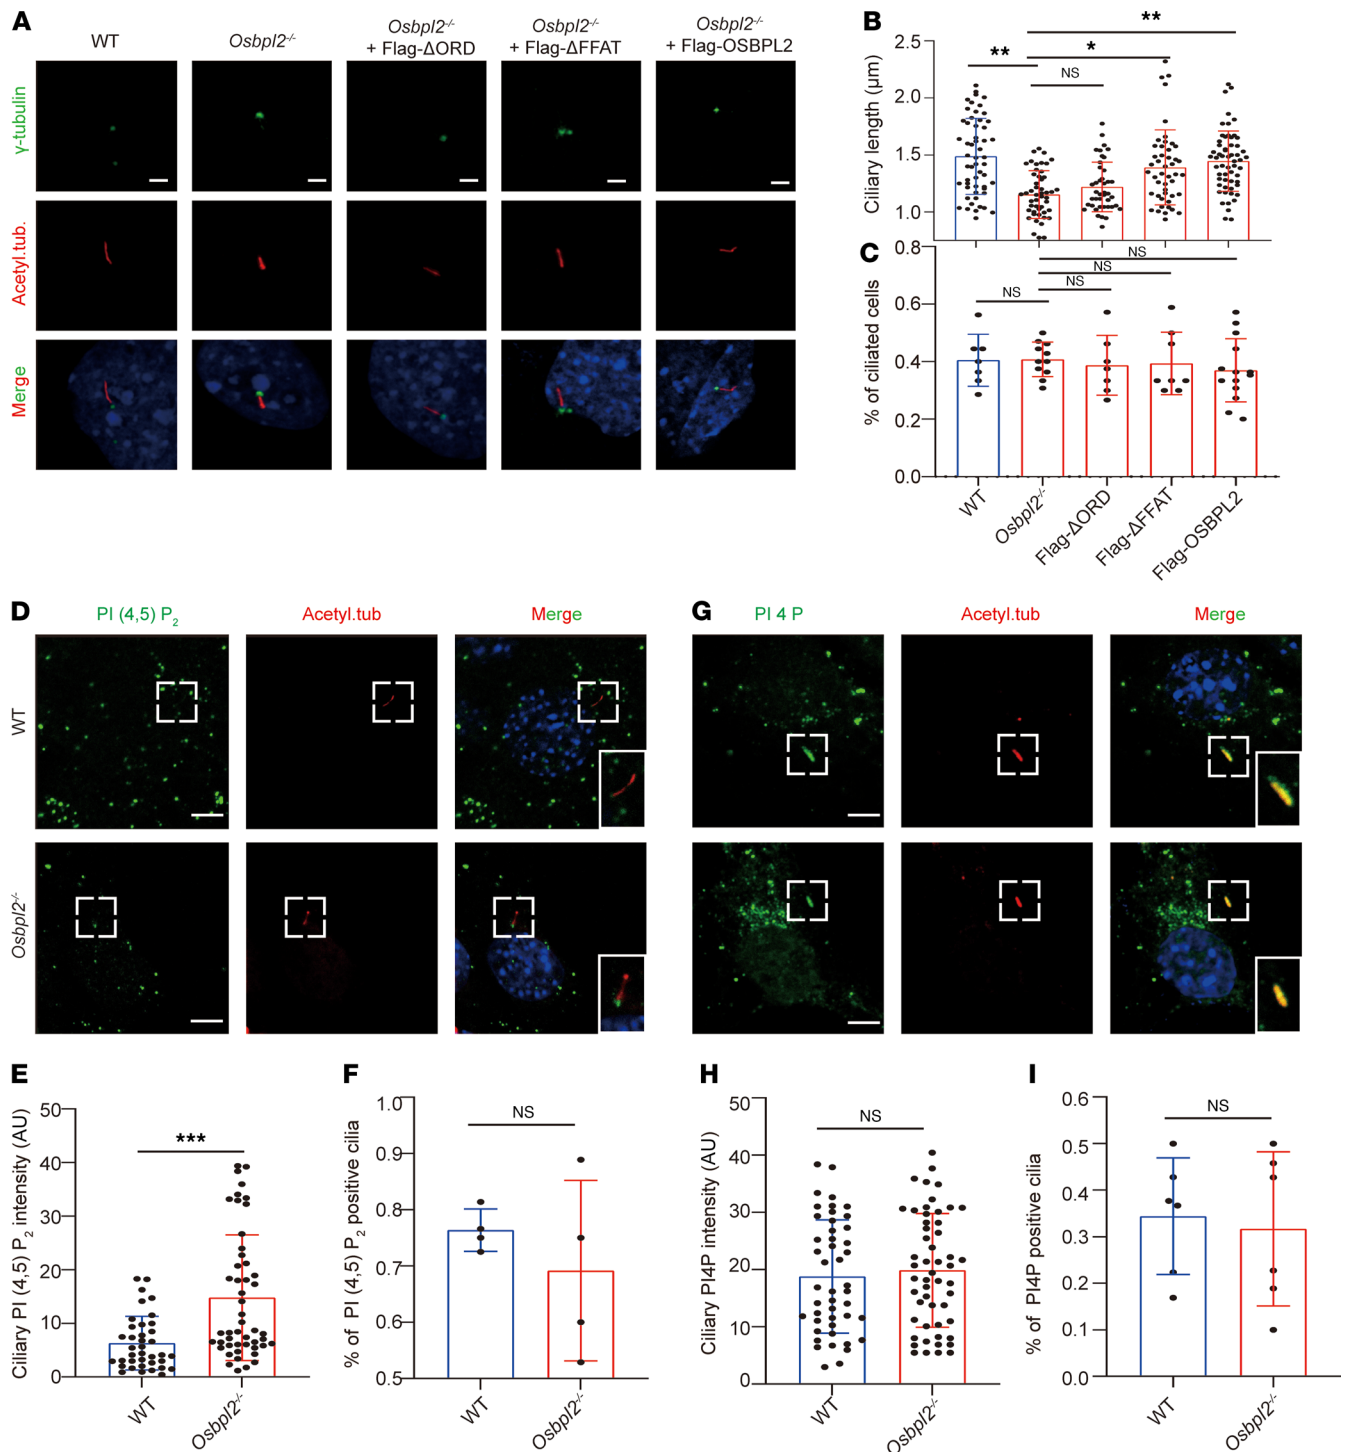 A
WT
Osbpl2-/-
Osbpl2-/-
+ Flag-ΔORD
Osbpl2-/-
+ Flag-ΔFFAT
Osbpl2-/-
+ Flag-OSBPL2
γ-tubulin
Acetyl.tub.
Merge
B
Ciliary length (μm)
2.5
2.0
1.5
1.0
**
**
*
NS
C
% of ciliated cells
0.8
0.6
0.4
0.2
0.0
NS
NS
NS
NS
WT
Osbpl2-/-
Flag-ΔORD
Flag-ΔFFAT
Flag-OSBPL2
D
PI (4,5) P2
Acetyl.tub
Merge
WT
Osbpl2-/-
G
PI 4 P
Acetyl.tub
Merge
E
Ciliary PI (4,5) P2 intensity (AU)
50
40
30
20
10
0
***
WT
Osbpl2-/-
F
% of PI (4,5) P2 positive cilia
1.0
0.9
0.8
0.7
0.6
0.5
NS
WT
Osbpl2-/-
H
Ciliary PI4P intensity (AU)
50
40
30
20
10
0
NS
WT
Osbpl2-/-
I
% of PI4P positive cilia
0.6
0.5
0.4
0.3
0.2
0.1
0.0
NS
WT
Osbpl2-/-